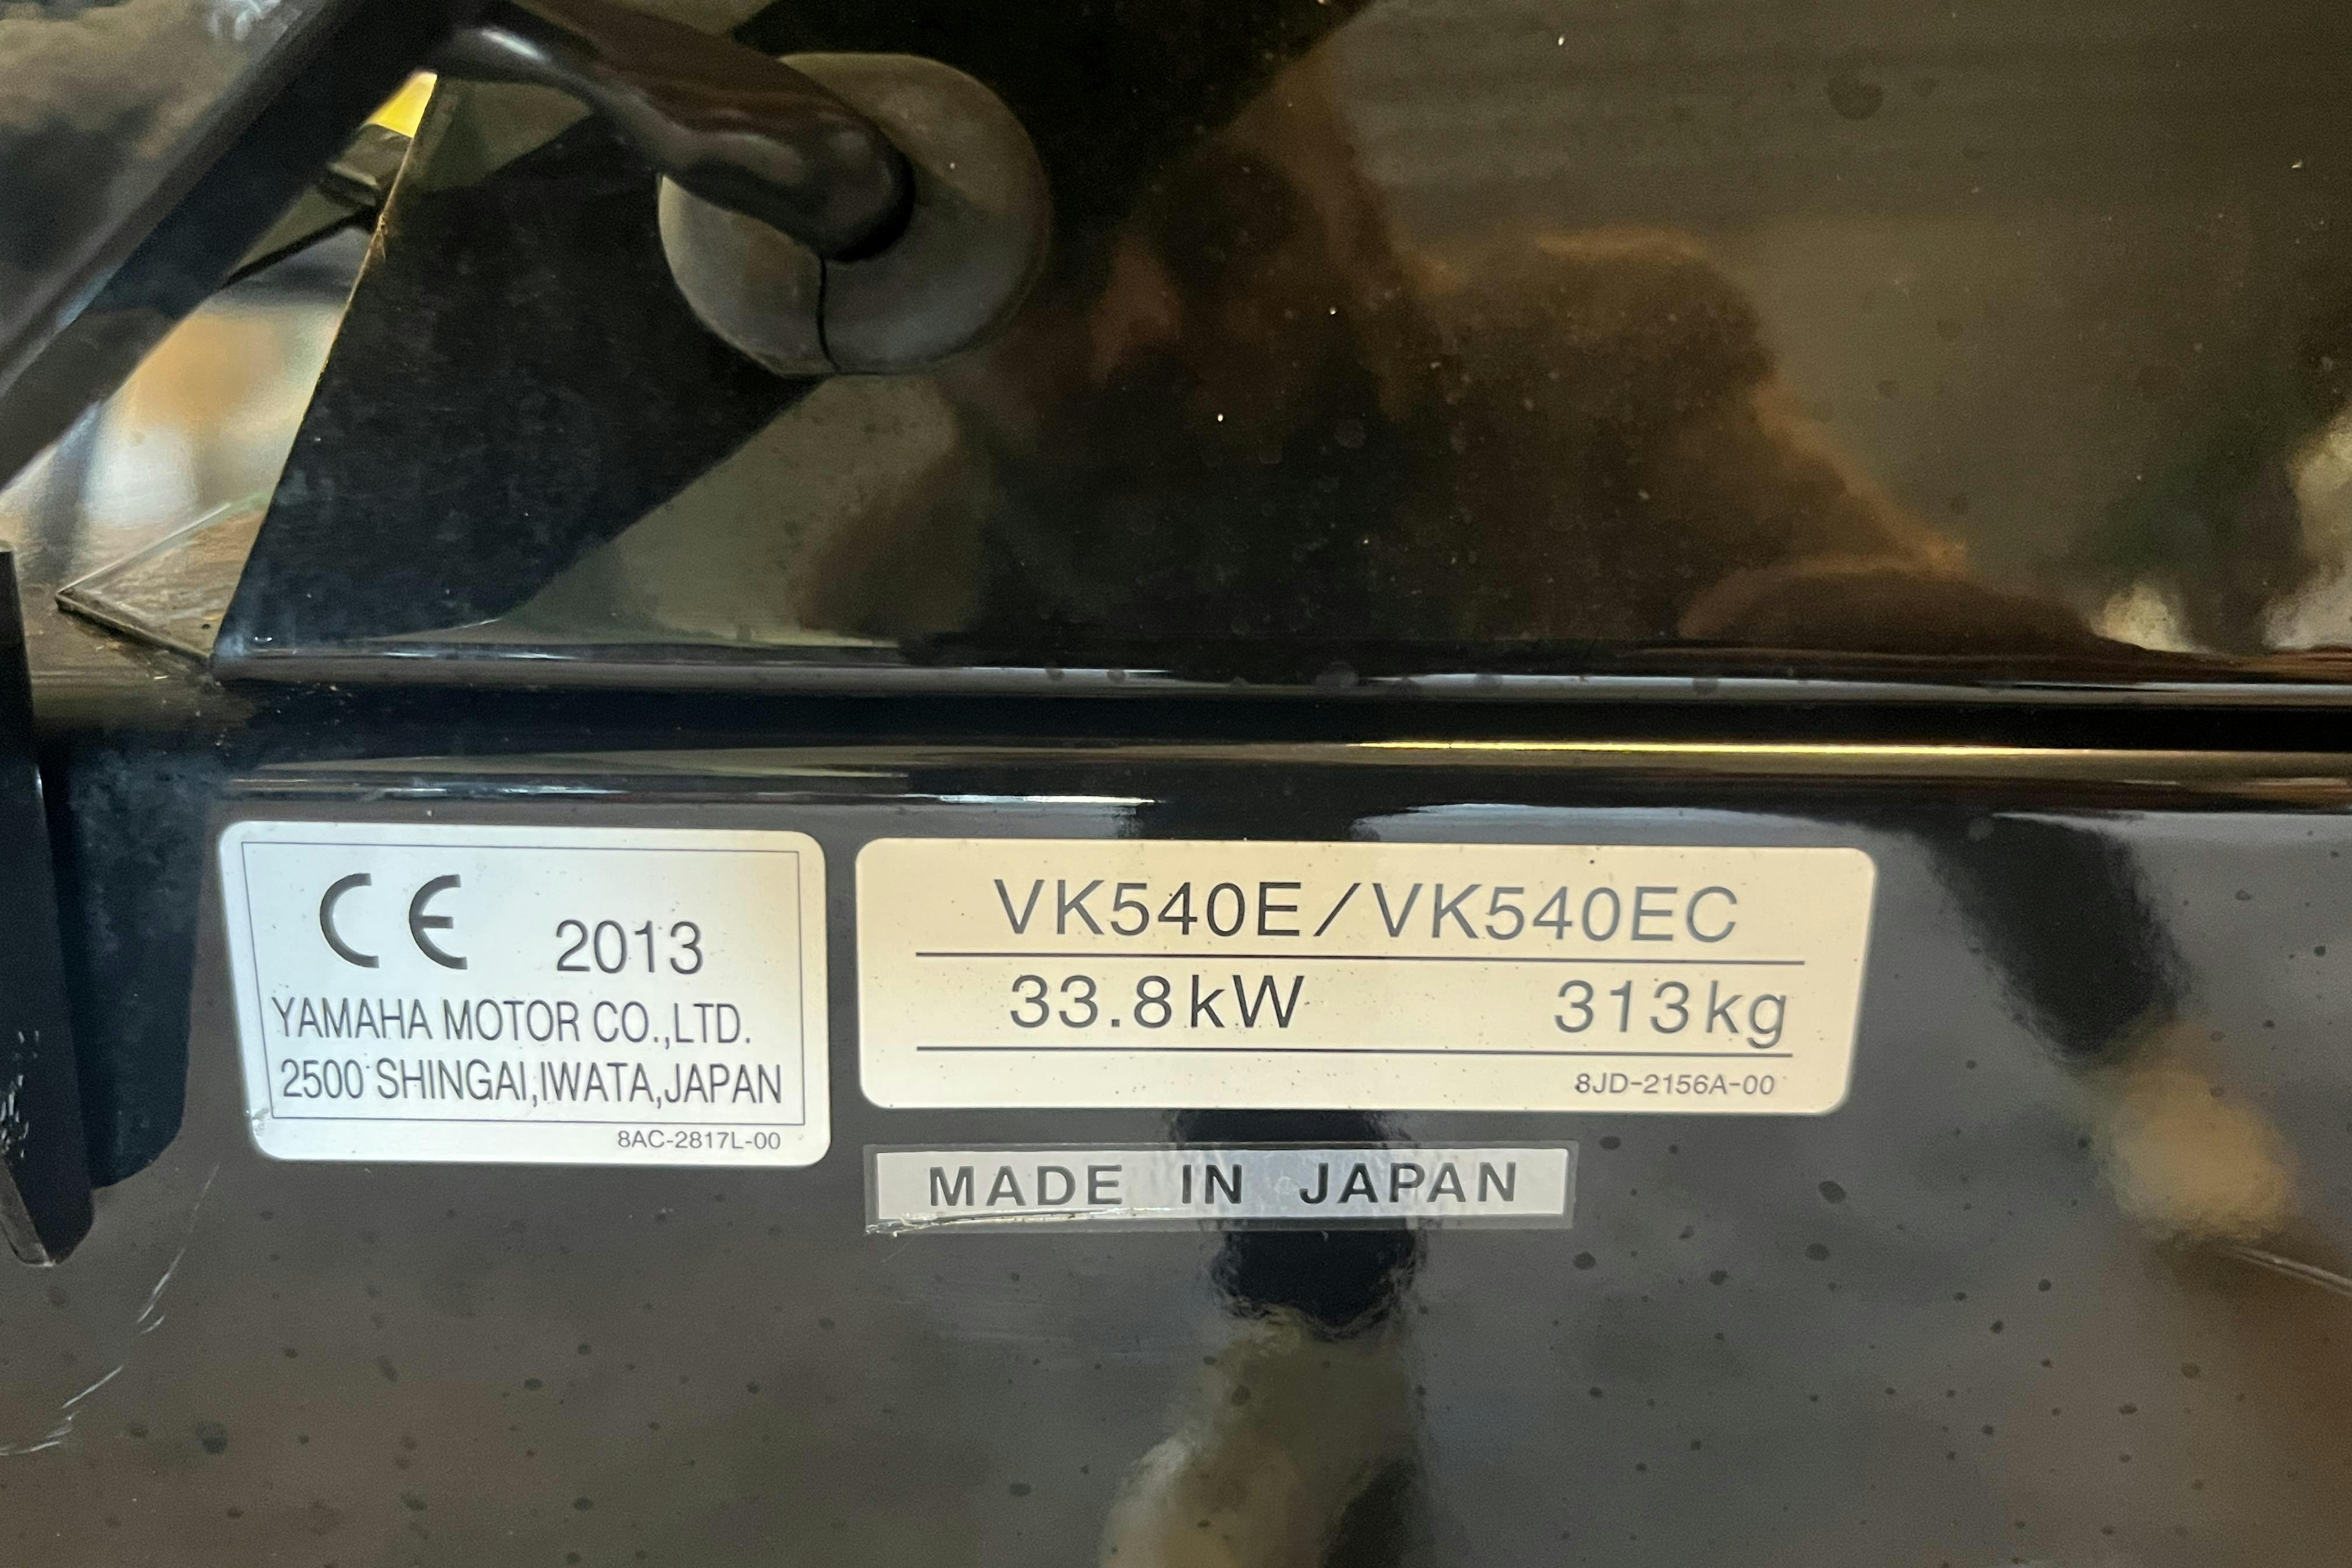 CE 2013
YAMAHA MOTOR CO.,LTD.
2500 SHINGAI,IWATA,JAPAN
8AC-2817L-00
VK540E/VK540EC
33.8kW 313kg
8JD-2156A-00
MADE IN JAPAN